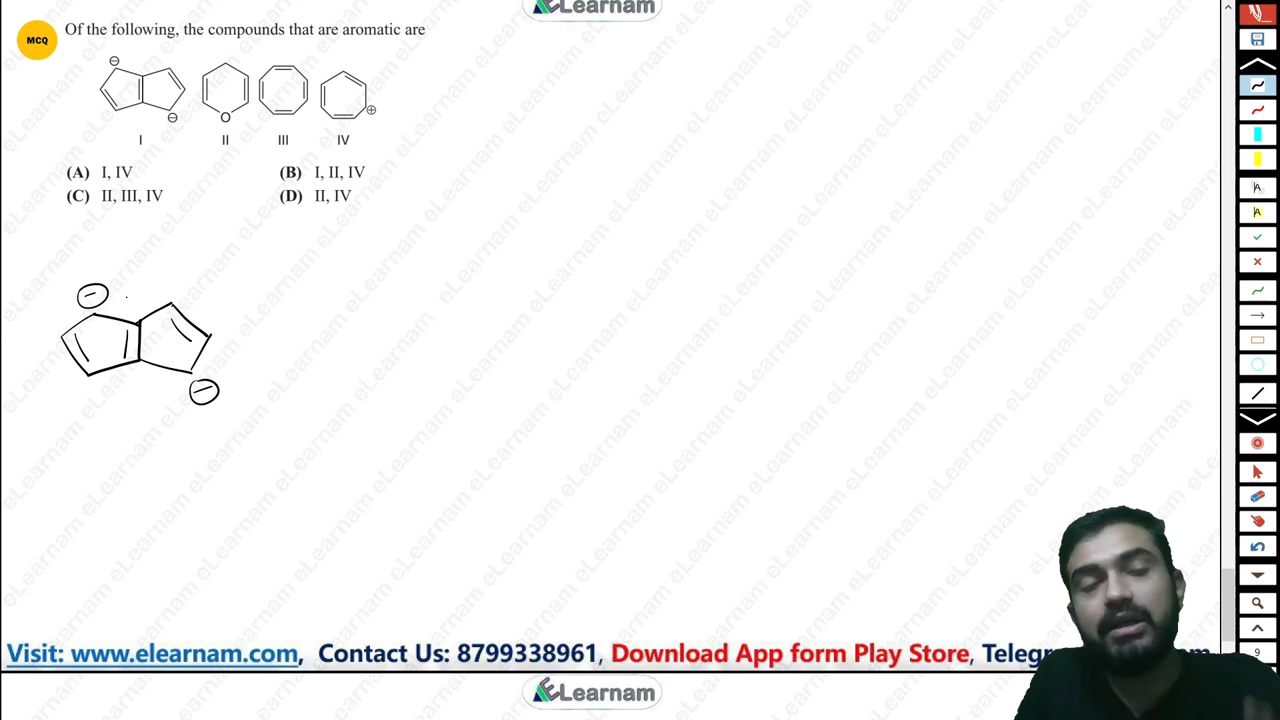 ELearnam
MCQ
Of the following, the compounds that are aromatic are
⊖
⊖
O
⊕
I II III IV
(A) I, IV (B) I, II, IV
(C) II, III, IV (D) II, IV
⊖
⊖
A
A
9
Visit: www.elearnam.com, Contact Us: 8799338961, Download App form Play Store,
ELearnam